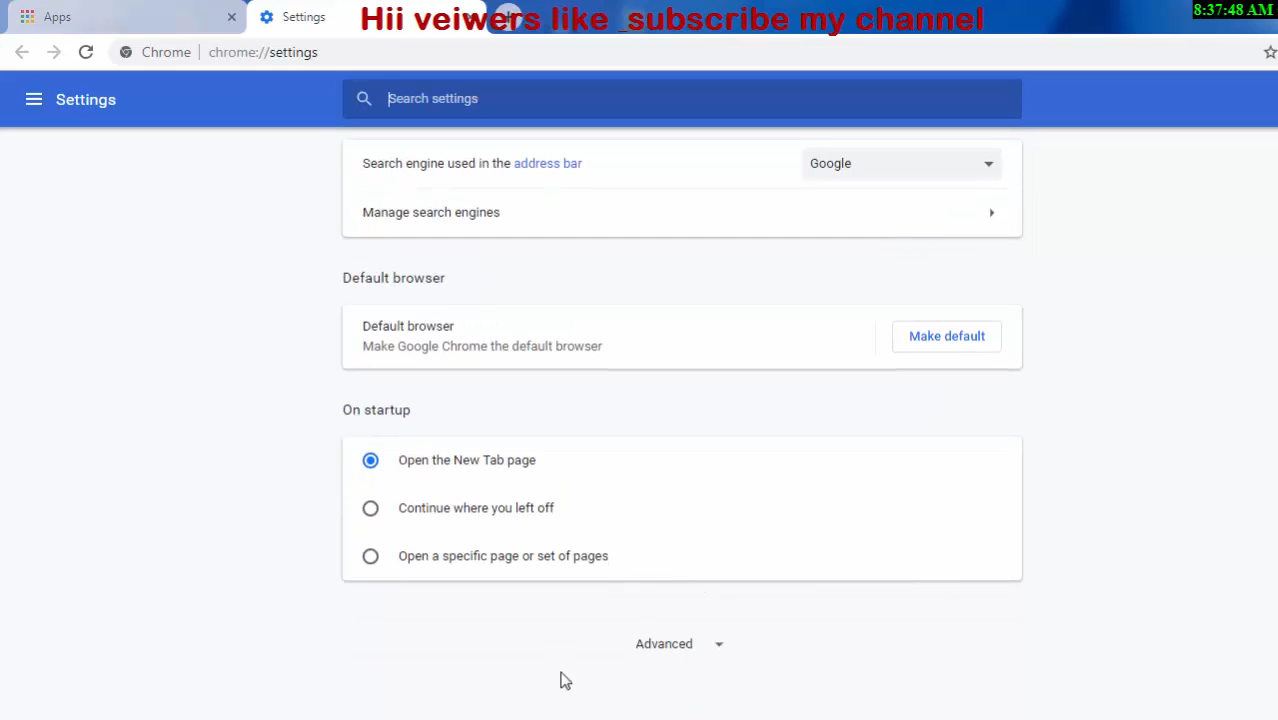 Apps
Settings
Hii veiwers like _subscribe my channel
8:37:48 AM
Chrome
chrome://settings
Settings
Search settings
Search engine used in the address bar
Google
Manage search engines
Default browser
Default browser
Make Google Chrome the default browser
Make default
On startup
Open the New Tab page
Continue where you left off
Open a specific page or set of pages
Advanced